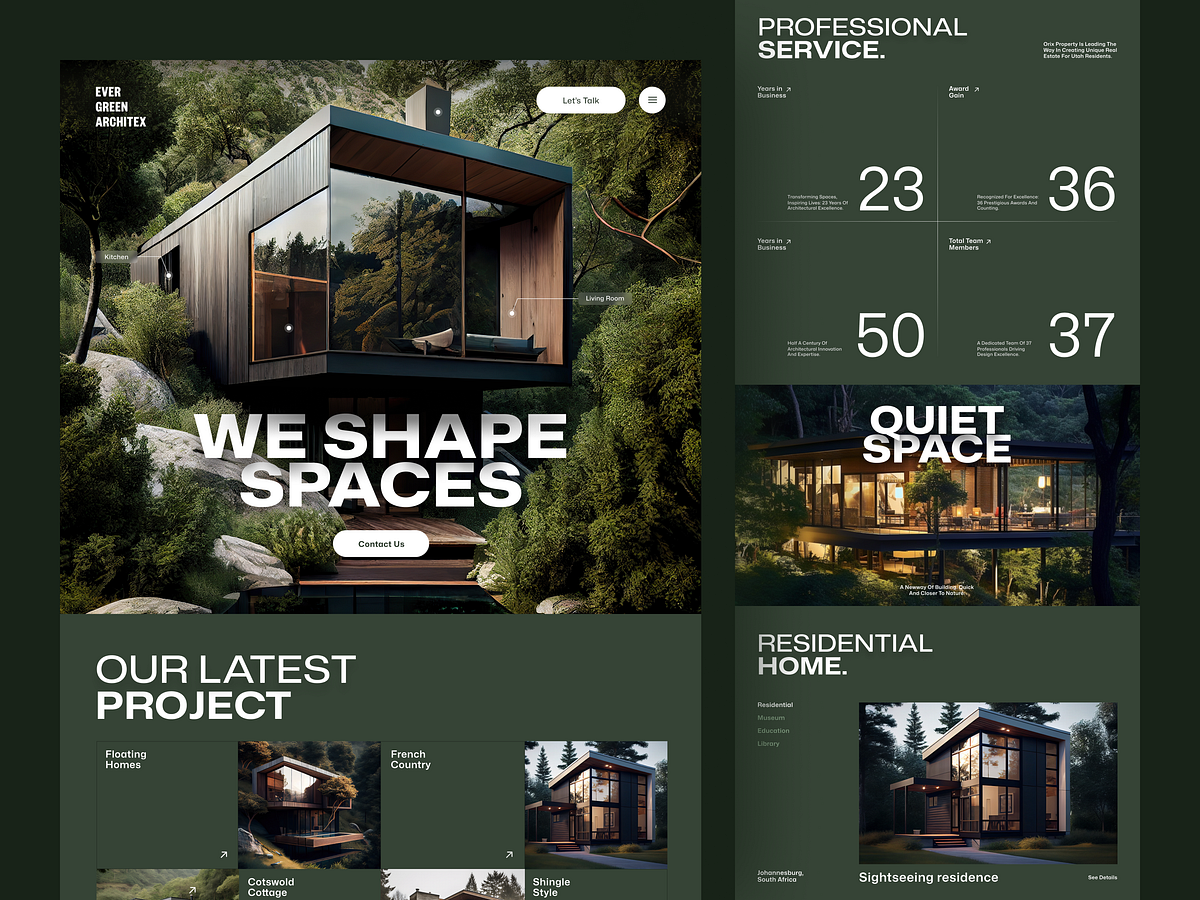 EVER
GREEN
ARCHITEX
Let's Talk
Kitchen
Living Room
WE SHAPE
SPACES
Contact Us
OUR LATEST
PROJECT
Floating
Homes
French
Country
Cotswold
Cottage
Shingle
Style
PROFESSIONAL
SERVICE.
Orix Property Is Leading The
Way In Creating Unique Real
Estate For Utah Residents.
Years in
Business
Transforming Spaces,
Inspiring Lives: 23 Years Of
Architectural Excellence.
23
Award
Gain
Recognized For Excellence:
36 Prestigious Awards And
Counting.
36
Years in
Business
Half A Century Of
Architectural Innovation
And Expertise.
50
Total Team
Members
A Dedicated Team Of 37
Professionals Driving
Design Excellence.
37
QUIET
SPACE
A Newway Of Building Quick
And Closer To Nature.
RESIDENTIAL
HOME.
Residential
Museum
Education
Library
Johannesburg,
South Africa
Sightseeing residence
See Details